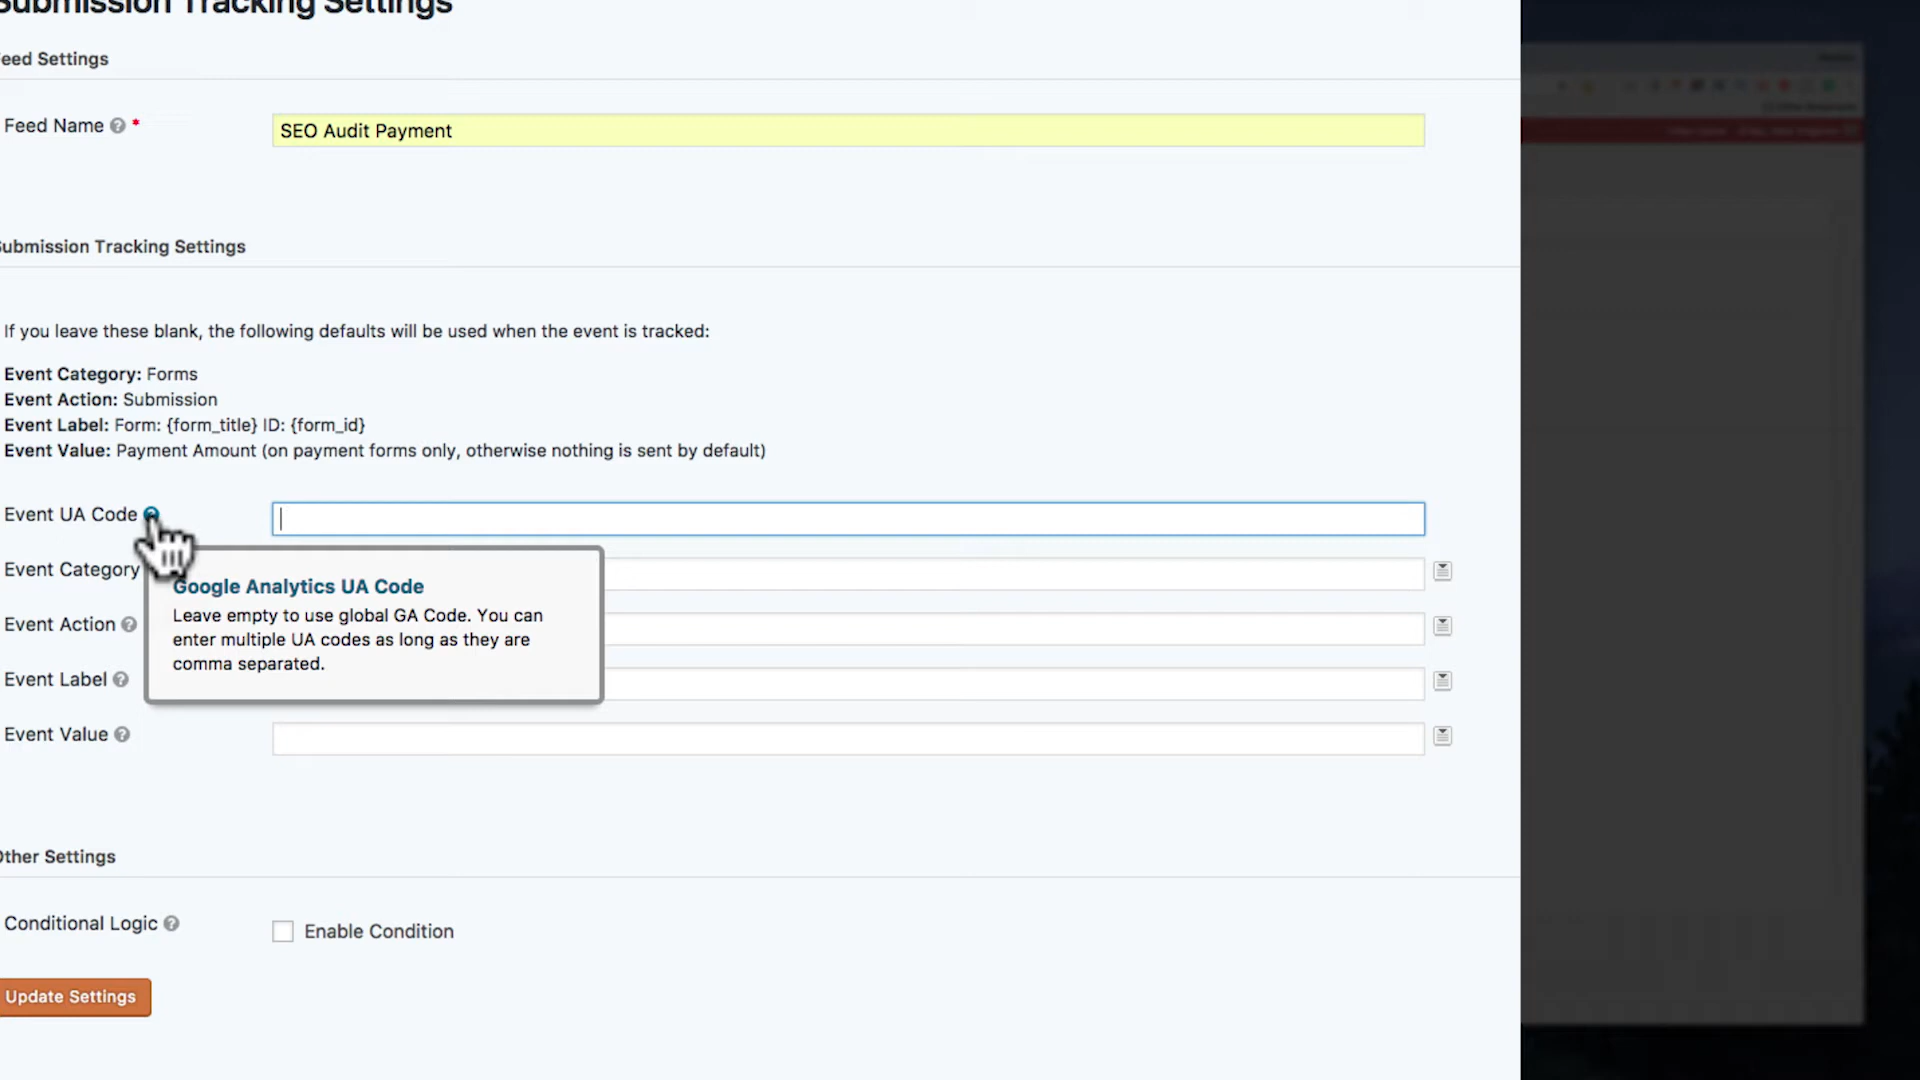 Submission Tracking Settings
Feed Settings
Feed Name *
SEO Audit Payment
Submission Tracking Settings
If you leave these blank, the following defaults will be used when the event is tracked:
Event Category: Forms
Event Action: Submission
Event Label: Form: {form_title} ID: {form_id}
Event Value: Payment Amount (on payment forms only, otherwise nothing is sent by default)
Event UA Code
Event Category
Google Analytics UA Code
Leave empty to use global GA Code. You can
enter multiple UA codes as long as they are
comma separated.
Event Action
Event Label
Event Value
Other Settings
Conditional Logic
Enable Condition
Update Settings